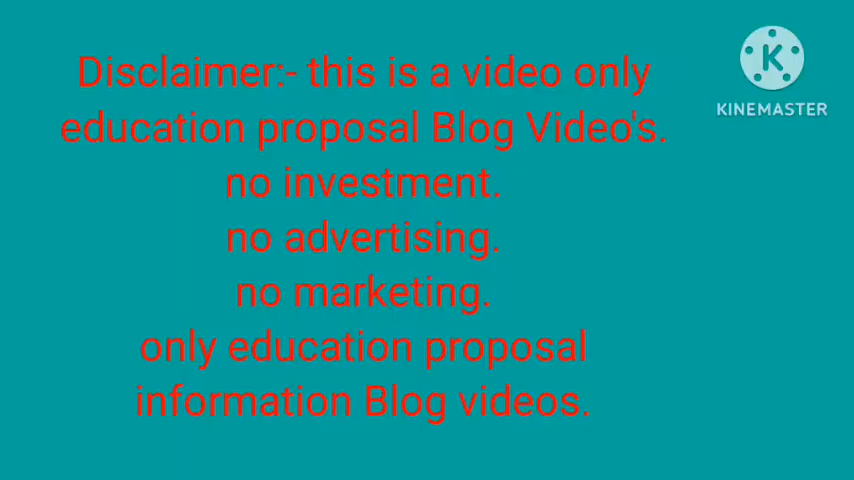 Disclaimer:- this is a video only
education proposal Blog Video's.
no investment.
no advertising.
no marketing.
only education proposal
information Blog videos.
K
KINEMASTER